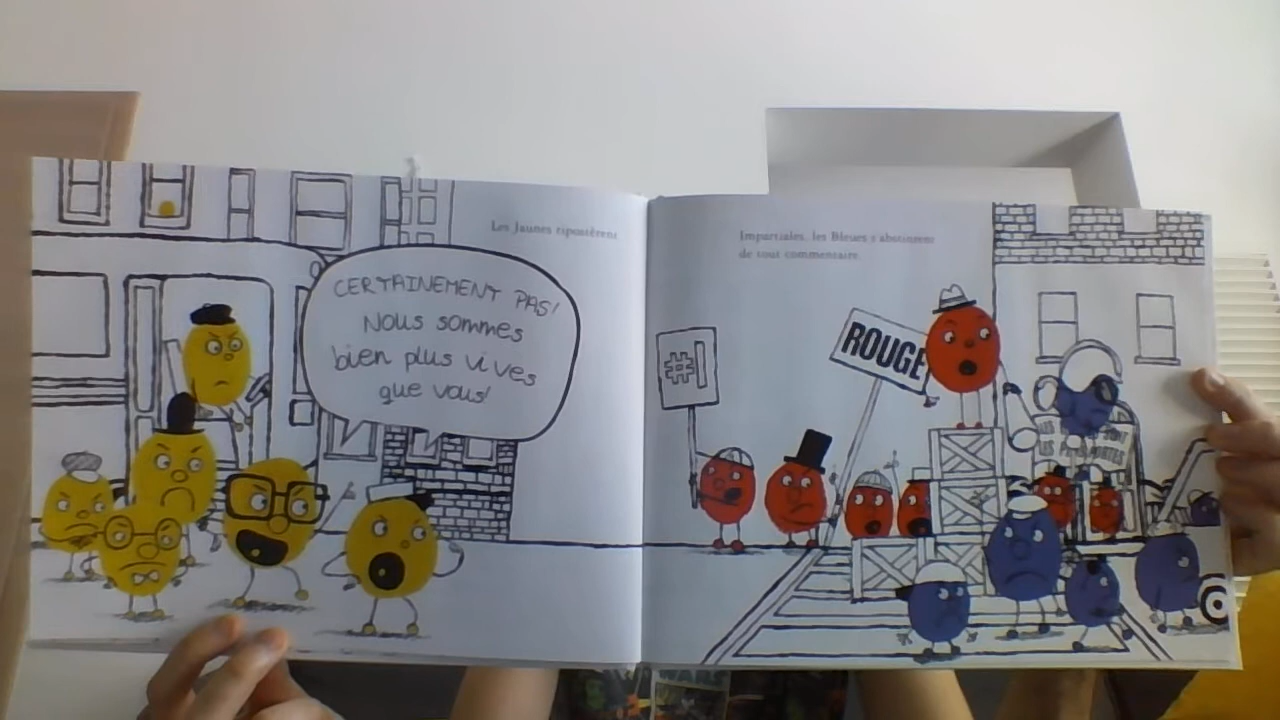 Les Jaunes ripostèrent
CERTAINEMENT PAS!
Nous sommes
bien plus vives
que vous!
Impartiales, les Bleues s'abstinrent
de tout commentaire.
#1
ROUGE
WARS